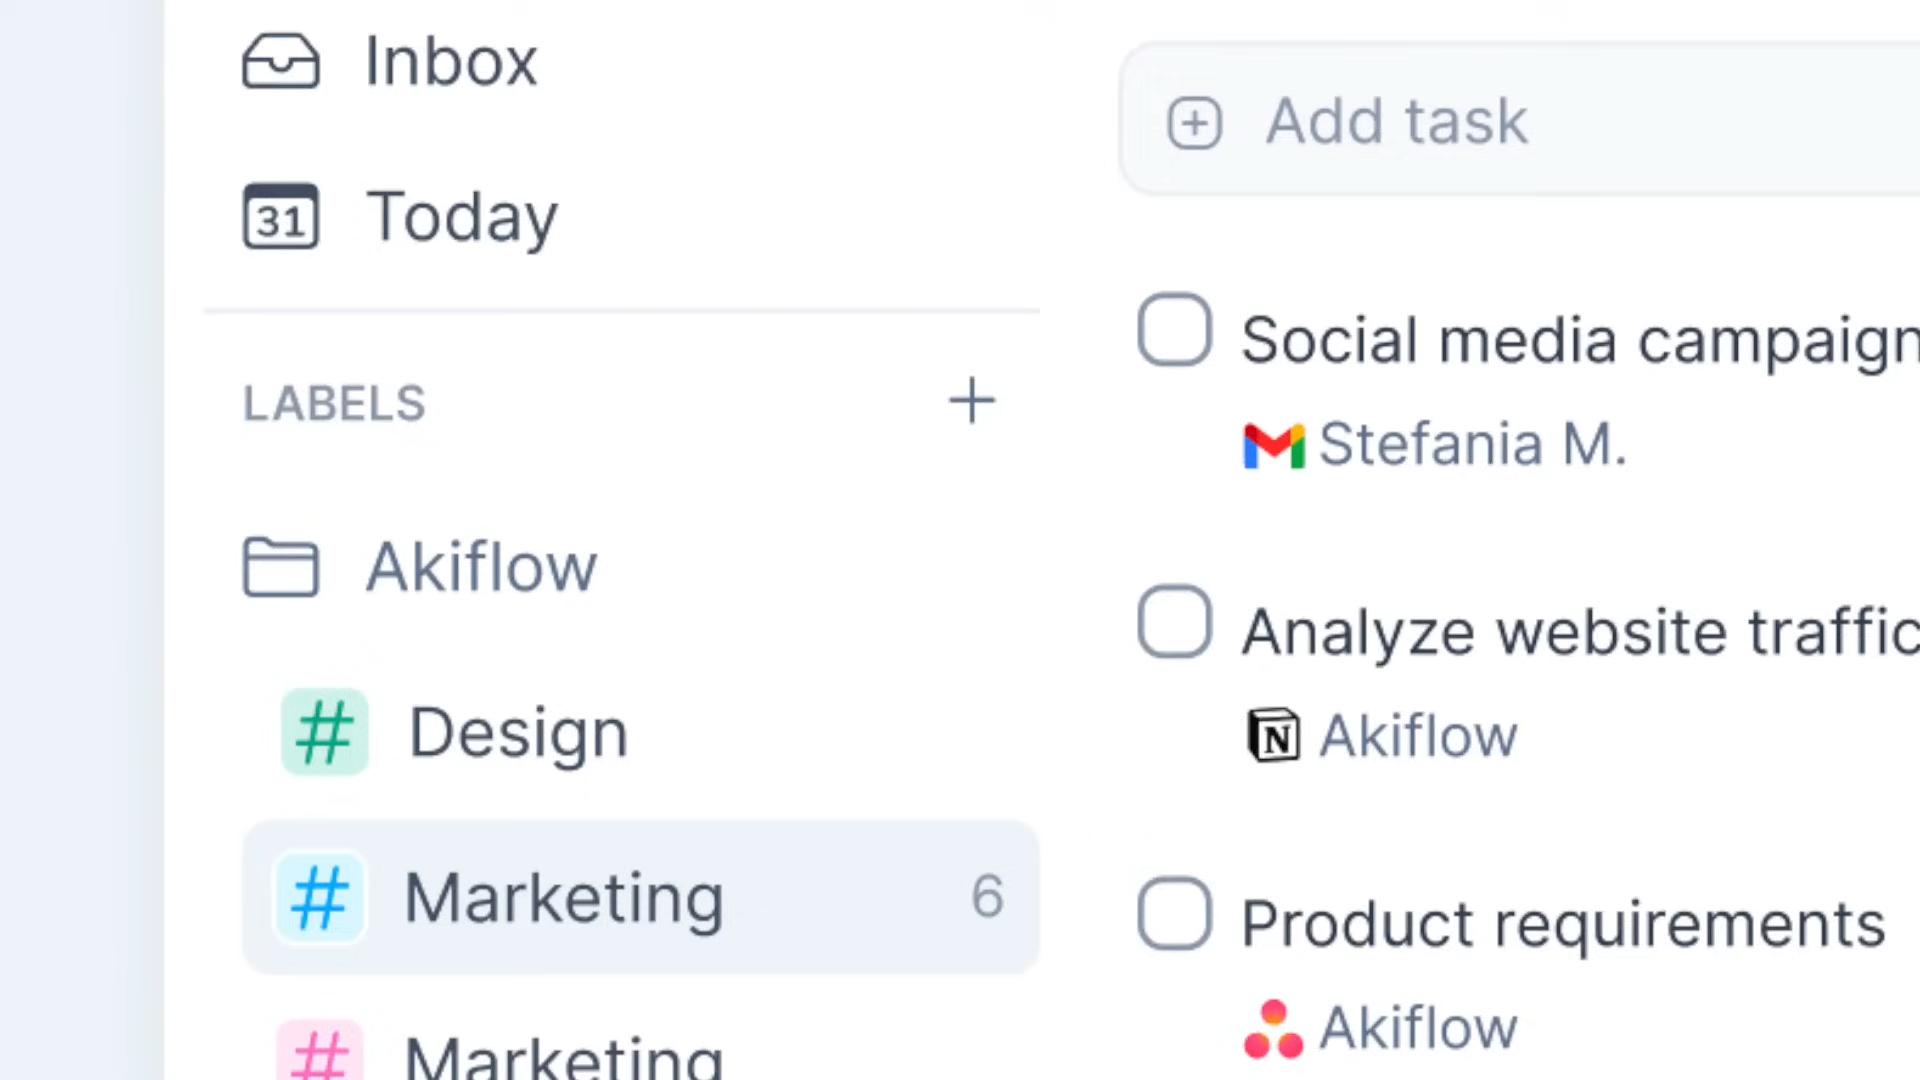 Inbox
31
Today
LABELS
Akiflow
# Design
# Marketing
6
# Marketing
Add task
Social media campaign
Stefania M.
Analyze website traffic
N
Akiflow
Product requirements
Akiflow